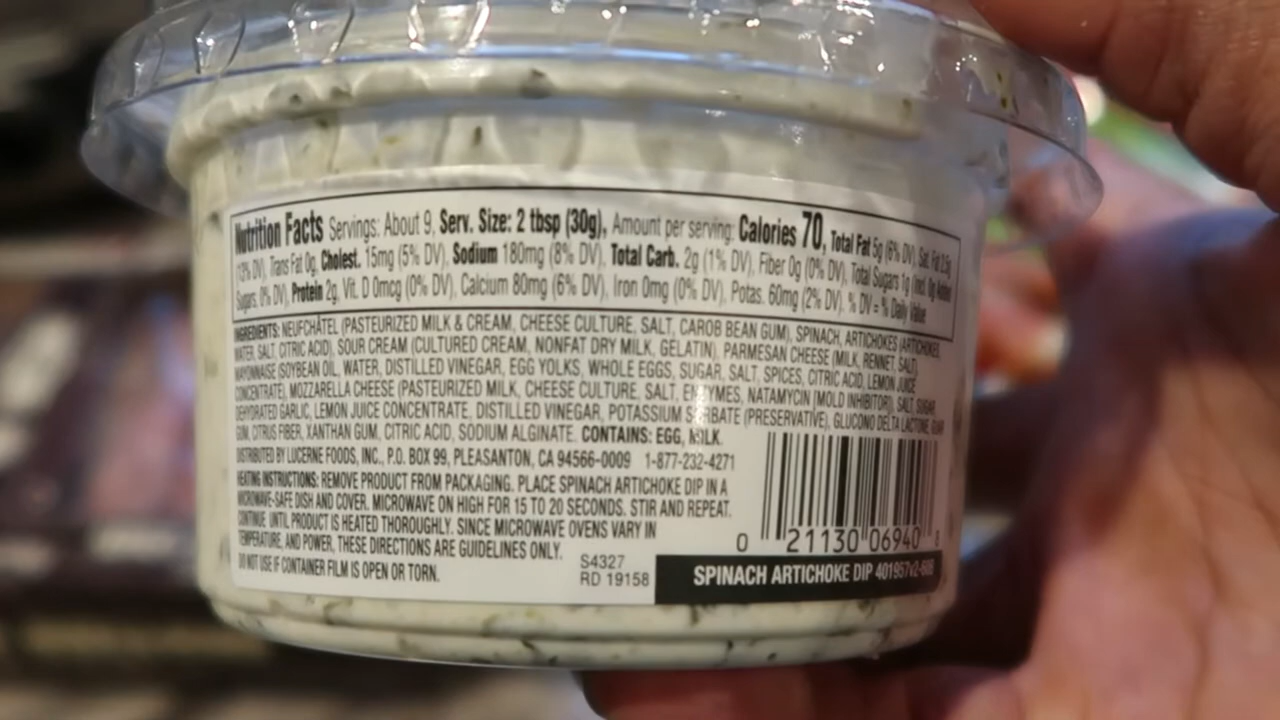 Nutrition Facts Servings: About 9, Serv. Size: 2 tbsp (30g), Amount per serving: Calories 70, Total Fat 5g (6% DV), Sat. Fat 2.5g
(13% DV), Trans Fat 0g, Cholest. 15mg (5% DV), Sodium 180mg (8% DV), Total Carb. 2g (1% DV), Fiber 0g (0% DV), Total Sugars 1g (Incl. 0g Added
Sugars, 0% DV), Protein 2g, Vit. D 0mcg (0% DV), Calcium 80mg (6% DV), Iron 0mg (0% DV), Potas. 60mg (2% DV). % DV = % Daily Value
INGREDIENTS: NEUFCHÂTEL (PASTEURIZED MILK & CREAM, CHEESE CULTURE, SALT, CAROB BEAN GUM), SPINACH, ARTICHOKES (ARTICHOKES,
WATER, SALT, CITRIC ACID), SOUR CREAM (CULTURED CREAM, NONFAT DRY MILK, GELATIN), PARMESAN CHEESE (MILK, RENNET, SALT),
MAYONNAISE (SOYBEAN OIL, WATER, DISTILLED VINEGAR, EGG YOLKS, WHOLE EGGS, SUGAR, SALT, SPICES, CITRIC ACID, LEMON JUICE
CONCENTRATE), MOZZARELLA CHEESE (PASTEURIZED MILK, CHEESE CULTURE, SALT, ENZYMES, NATAMYCIN [MOLD INHIBITOR]), SALT, SUGAR,
DEHYDRATED GARLIC, LEMON JUICE CONCENTRATE, DISTILLED VINEGAR, POTASSIUM SORBATE (PRESERVATIVE), GLUCONO DELTA LACTONE, GUAR
GUM, CITRUS FIBER, XANTHAN GUM, CITRIC ACID, SODIUM ALGINATE. CONTAINS: EGG, MILK.
DISTRIBUTED BY LUCERNE FOODS, INC., P.O. BOX 99, PLEASANTON, CA 94566-0009 1-877-232-4271
HEATING INSTRUCTIONS: REMOVE PRODUCT FROM PACKAGING. PLACE SPINACH ARTICHOKE DIP IN A
MICROWAVE-SAFE DISH AND COVER. MICROWAVE ON HIGH FOR 15 TO 20 SECONDS. STIR AND REPEAT.
CONTINUE UNTIL PRODUCT IS HEATED THOROUGHLY. SINCE MICROWAVE OVENS VARY IN
TEMPERATURE, AND POWER, THESE DIRECTIONS ARE GUIDELINES ONLY.
DO NOT USE IF CONTAINER FILM IS OPEN OR TORN.
S4327
RD 19158
0 21130 06940 8
SPINACH ARTICHOKE DIP 401957v2-606